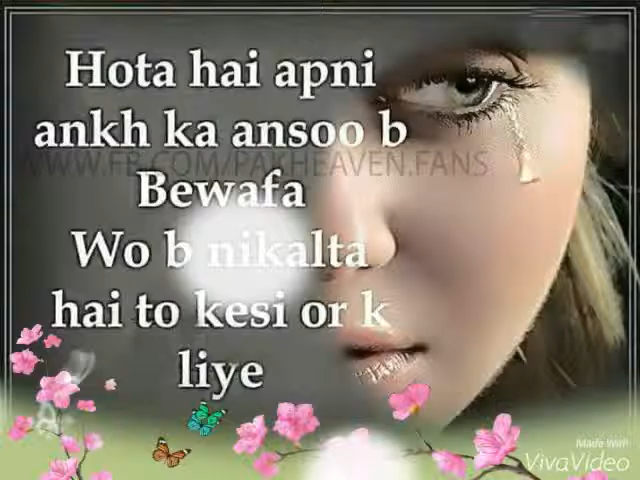 Hota hai apni
ankh ka ansoo b
WWW.FB.COM/PAKHEAVEN.FANS
Bewafa
Wo b nikalta
hai to kesi or k
liye
Made With
VivaVideo